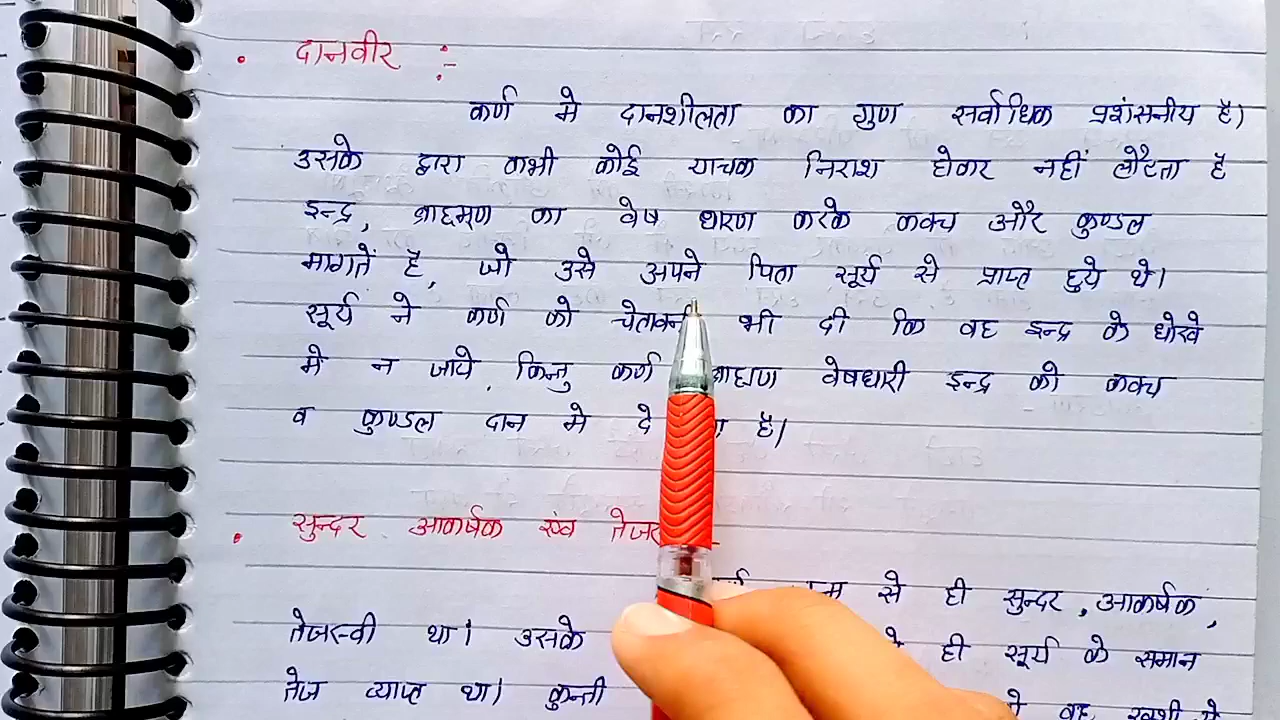 • दानवीर :-
कर्ण मे दानशीलता का गुण सर्वाधिक प्रशंसनीय है।
उसके द्वारा कभी कोई याचक निराश होकर नहीं लौटता है
इन्द्र, ब्राह्मण का वेष धारण करके कवच और कुण्डल
मागतें है, जो उसे अपने पिता सूर्य से प्राप्त हुये थे।
सूर्य ने कर्ण को चेतावनी भी दी कि वह इन्द्र के धोखे
मे न जाये, किन्तु कर्ण ब्राह्मण वेषधारी इन्द्र को कवच
व कुण्डल दान मे दे है।
• सुन्दर आकर्षक एंव
से ही सुन्दर, आकर्षक,
तेजस्वी था। उसके ही सूर्य के समान
तेज व्याप्त था। कुन्ती वह